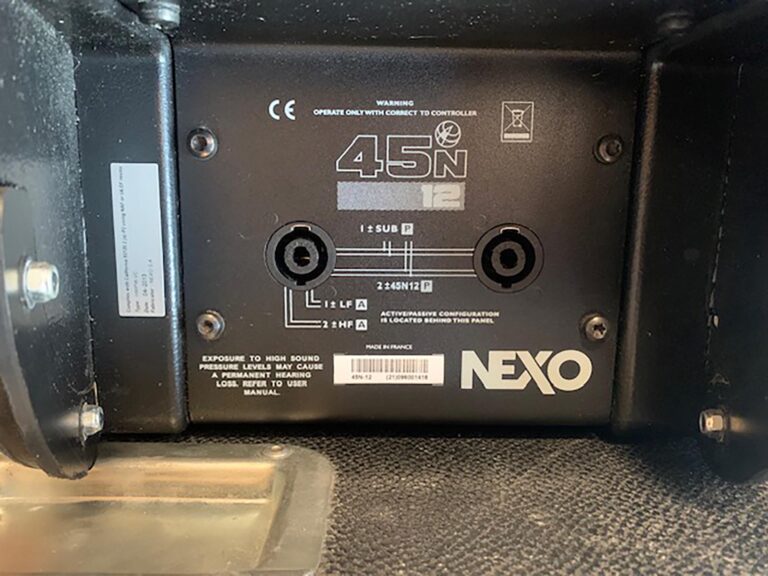 CE
WARNING
OPERATE ONLY WITH CORRECT TD CONTROLLER
45N
12
1 ± SUB P
2 ± 45N12 P
1 ± LF A
2 ± HF A
ACTIVE/PASSIVE CONFIGURATION
IS LOCATED BEHIND THIS PANEL
MADE IN FRANCE
EXPOSURE TO HIGH SOUND
PRESSURE LEVELS MAY CAUSE
A PERMANENT HEARING
LOSS. REFER TO USER
MANUAL.
45N-12
NEXO